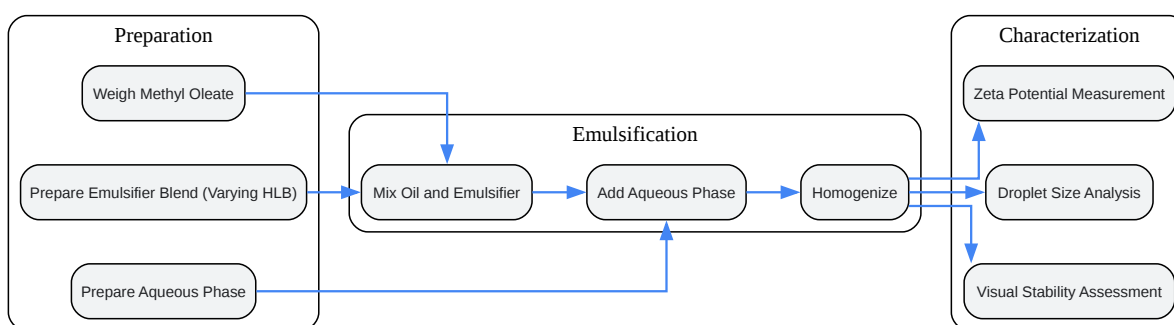 Preparation
Weigh Methyl Oleate
Prepare Emulsifier Blend (Varying HLB)
Prepare Aqueous Phase
Emulsification
Mix Oil and Emulsifier
Add Aqueous Phase
Homogenize
Characterization
Zeta Potential Measurement
Droplet Size Analysis
Visual Stability Assessment